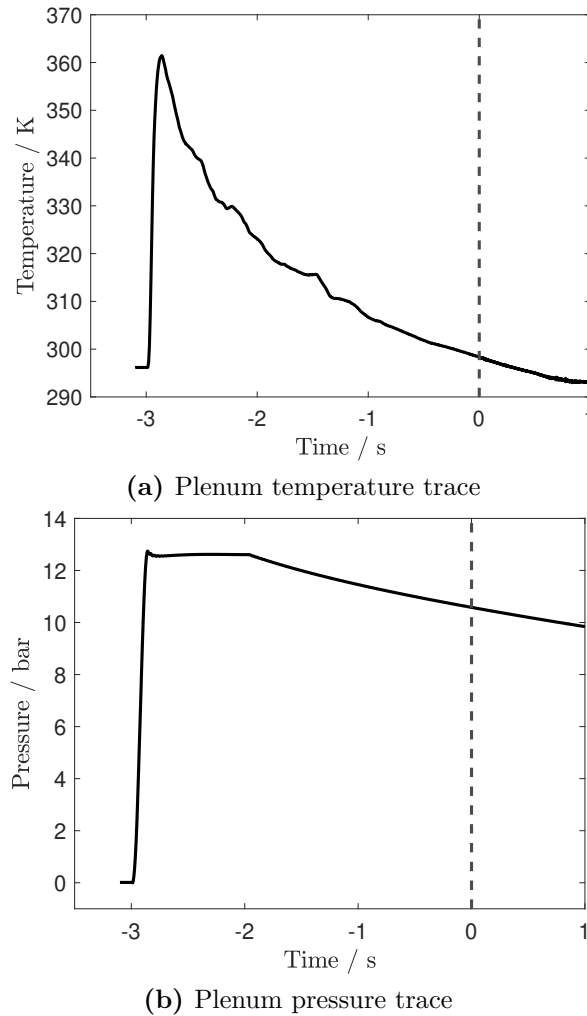 370
360
350
340
330
320
310
300
290
Temperature / K
-3 -2 -1 0 1
Time / s
(a) Plenum temperature trace
14
12
10
8
6
4
2
0
Pressure / bar
-3 -2 -1 0 1
Time / s
(b) Plenum pressure trace